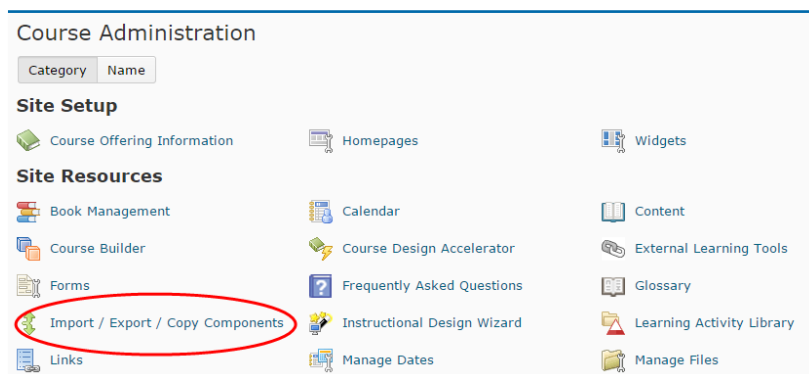 Course Administration
Category Name
Site Setup
Course Offering Information Homepages Widgets
Site Resources
Book Management Calendar Content
Course Builder Course Design Accelerator External Learning Tools
Forms Frequently Asked Questions Glossary
Import / Export / Copy Components Instructional Design Wizard Learning Activity Library
Links Manage Dates Manage Files